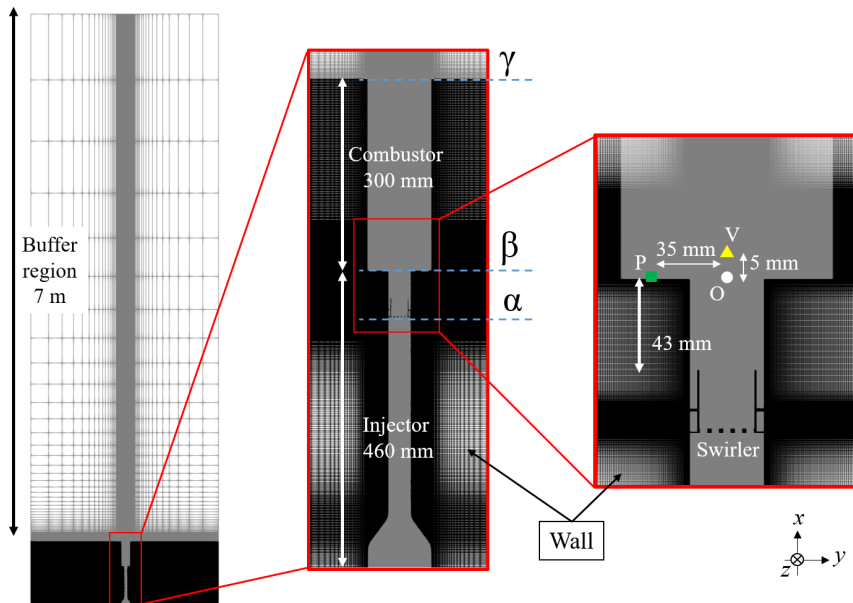 Buffer
region
7 m
γ
Combustor
300 mm
β
α
Injector
460 mm
Wall
V
35 mm
P
5 mm
O
43 mm
Swirler
x
z
y